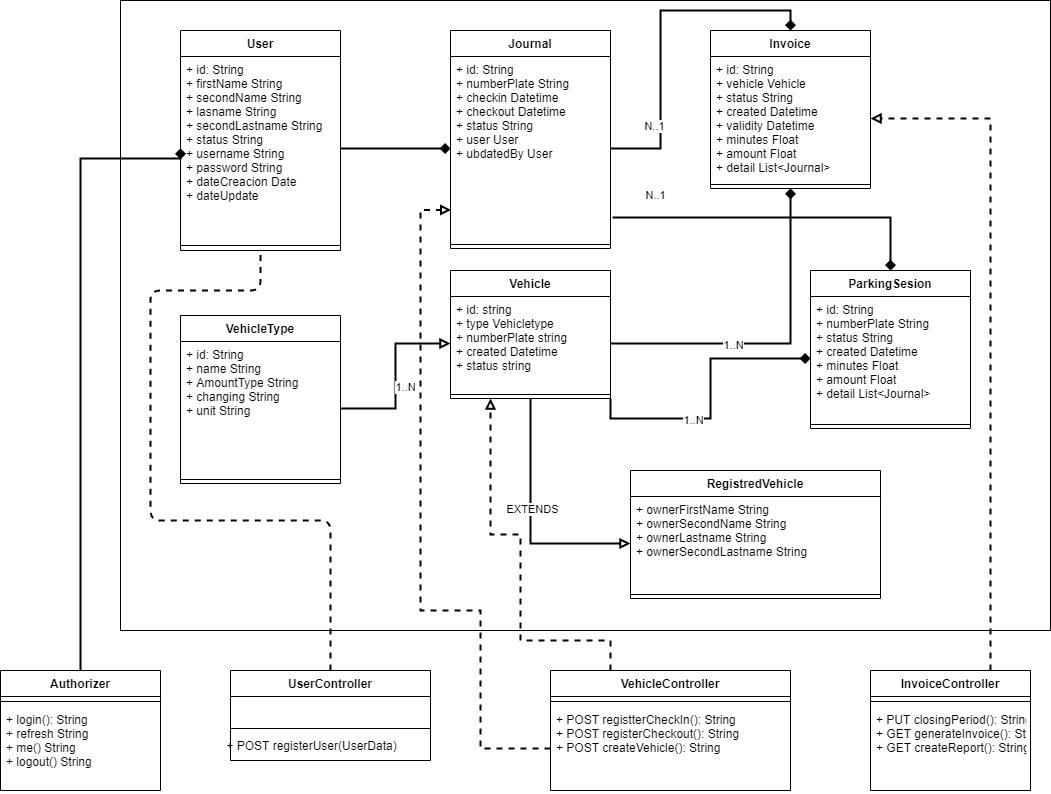 User
+ id: String
+ firstName String
+ secondName String
+ lasname String
+ secondLastname String
+ status String
+ username String
+ password String
+ dateCreacion Date
+ dateUpdate
Journal
+ id: String
+ numberPlate String
+ checkin Datetime
+ checkout Datetime
+ status String
+ user User
+ ubdatedBy User
N..1
N..1
Invoice
+ id: String
+ vehicle Vehicle
+ status String
+ created Datetime
+ validity Datetime
+ minutes Float
+ amount Float
+ detail List<Journal>
VehicleType
+ id: String
+ name String
+ AmountType String
+ changing String
+ unit String
1..N
Vehicle
+ id: string
+ type Vehicletype
+ numberPlate string
+ created Datetime
+ status string
1..N
1..N
ParkingSesion
+ id: String
+ numberPlate String
+ status String
+ created Datetime
+ minutes Float
+ amount Float
+ detail List<Journal>
EXTENDS
RegistredVehicle
+ ownerFirstName String
+ ownerSecondName String
+ ownerLastname String
+ ownerSecondLastname String
Authorizer
+ login(): String
+ refresh String
+ me() String
+ logout() String
UserController
+ POST registerUser(UserData)
VehicleController
+ POST registterCheckIn(): String
+ POST registerCheckout(): String
+ POST createVehicle(): String
InvoiceController
+ PUT closingPeriod(): String
+ GET generateInvoice(): St
+ GET createReport(): String